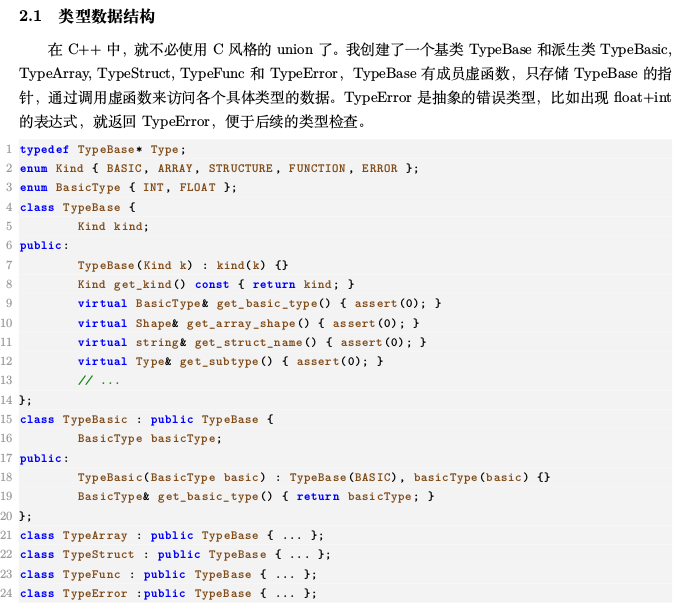 2.1 类型数据结构
在 C++ 中，就不必使用 C 风格的 union 了。我创建了一个基类 TypeBase 和派生类 TypeBasic,
TypeArray, TypeStruct, TypeFunc 和 TypeError，TypeBase 有成员虚函数，只存储 TypeBase 的指
针，通过调用虚函数来访问各个具体类型的数据。TypeError 是抽象的错误类型，比如出现 float+int
的表达式，就返回 TypeError，便于后续的类型检查。
1 typedef TypeBase* Type;
2 enum Kind { BASIC, ARRAY, STRUCTURE, FUNCTION, ERROR };
3 enum BasicType { INT, FLOAT };
4 class TypeBase {
5 Kind kind;
6 public:
7 TypeBase(Kind k) : kind(k) {}
8 Kind get_kind() const { return kind; }
9 virtual BasicType& get_basic_type() { assert(0); }
10 virtual Shape& get_array_shape() { assert(0); }
11 virtual string& get_struct_name() { assert(0); }
12 virtual Type& get_subtype() { assert(0); }
13 // ...
14 };
15 class TypeBasic : public TypeBase {
16 BasicType basicType;
17 public:
18 TypeBasic(BasicType basic) : TypeBase(BASIC), basicType(basic) {}
19 BasicType& get_basic_type() { return basicType; }
20 };
21 class TypeArray : public TypeBase { ... };
22 class TypeStruct : public TypeBase { ... };
23 class TypeFunc : public TypeBase { ... };
24 class TypeError :public TypeBase { ... };